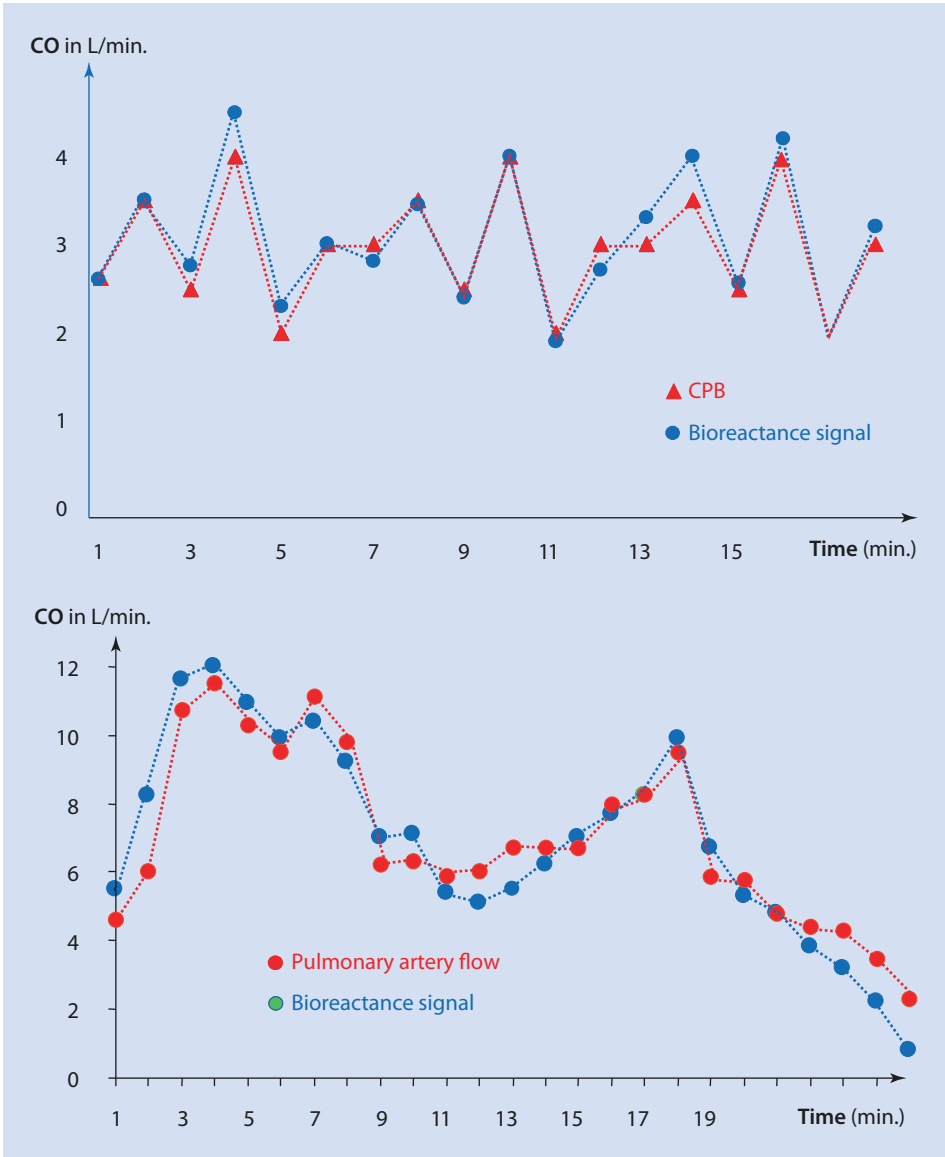 CO in L/min.
4
3
2
1
0
CPB
Bioreactance signal
1 3 5 7 9 11 13 15 Time (min.)
CO in L/min.
12
10
8
6
4
2
0
Pulmonary artery flow
Bioreactance signal
1 3 5 7 9 11 13 15 17 19 Time (min.)